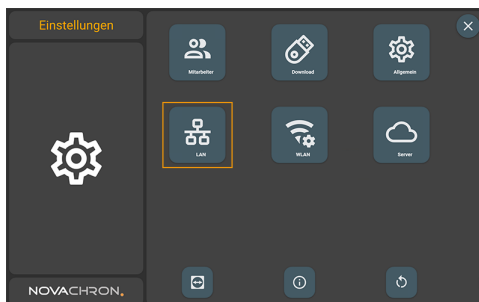 Einstellungen
Mitarbeiter
Download
Allgemein
LAN
WLAN
Server
NOVACHRON.